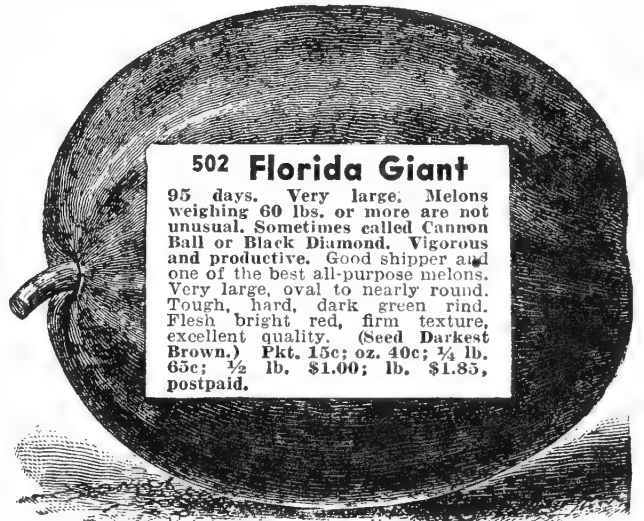 502 Florida Giant
95 days. Very large. Melons
weighing 60 lbs. or more are not
unusual. Sometimes called Cannon
Ball or Black Diamond. Vigorous
and productive. Good shipper and
one of the best all-purpose melons.
Very large, oval to nearly round.
Tough, hard, dark green rind.
Flesh bright red, firm texture,
excellent quality. (Seed Darkest
Brown.) Pkt. 15c; oz. 40c; ¼ lb.
65c; ½ lb. $1.00; lb. $1.85,
postpaid.